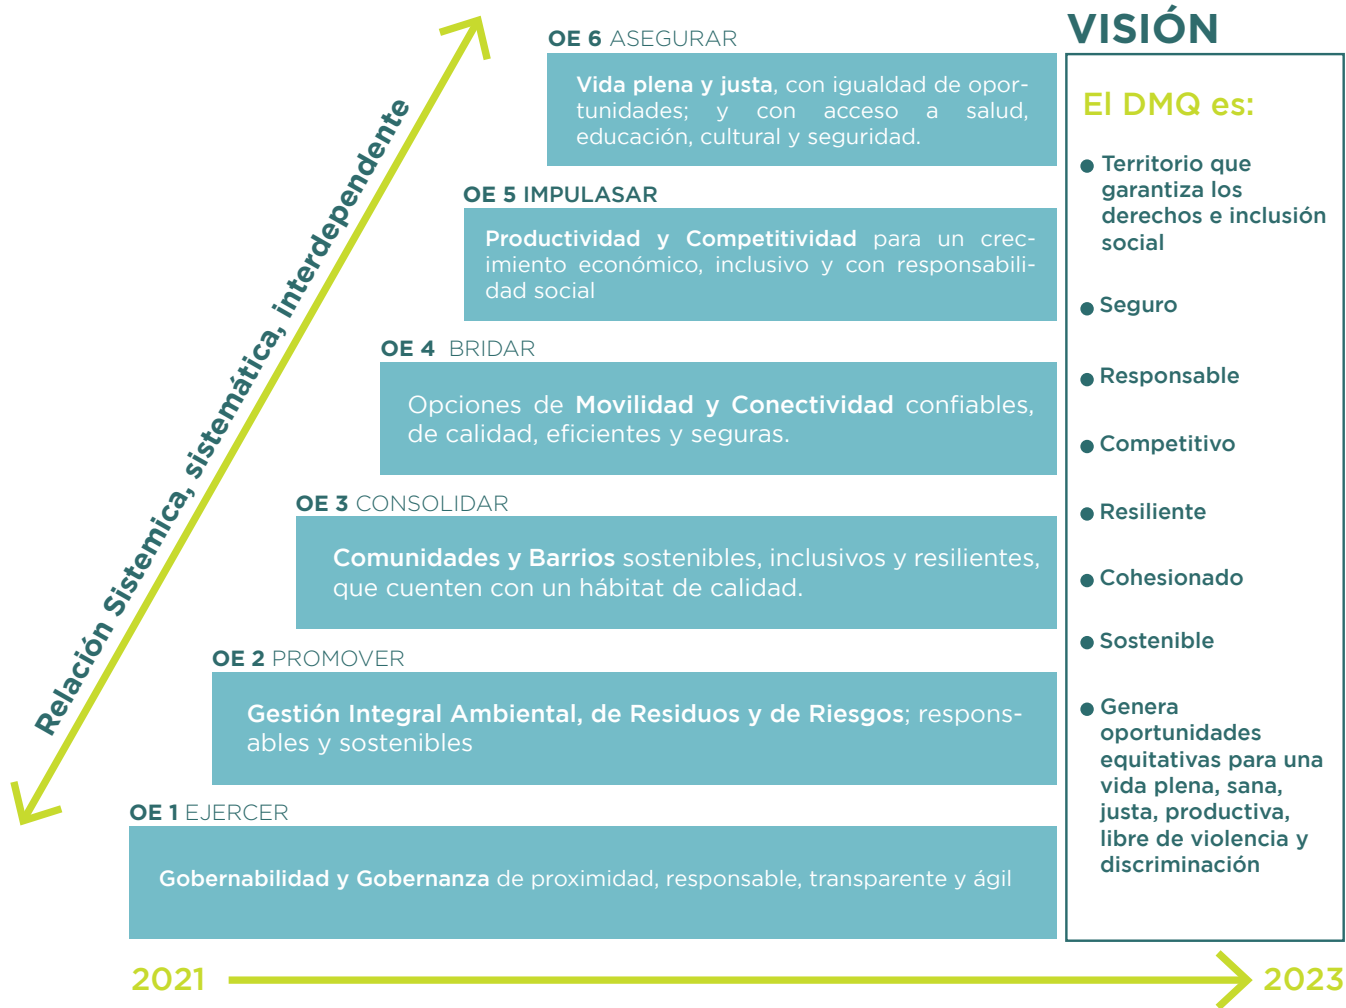 OE 6 ASEGURAR
Vida plena y justa, con igualdad de opor-
tunidades; y con acceso a salud,
educación, cultural y seguridad.
OE 5 IMPULASAR
Productividad y Competitividad para un crec-
imiento económico, inclusivo y con responsabili-
dad social
OE 4 BRIDAR
Opciones de Movilidad y Conectividad confiables,
de calidad, eficientes y seguras.
OE 3 CONSOLIDAR
Comunidades y Barrios sostenibles, inclusivos y resilientes,
que cuenten con un hábitat de calidad.
OE 2 PROMOVER
Gestión Integral Ambiental, de Residuos y de Riesgos; respons-
ables y sostenibles
OE 1 EJERCER
Gobernabilidad y Gobernanza de proximidad, responsable, transparente y ágil
Relación Sistemica, sistemática, interdependente
VISIÓN
El DMQ es:
● Territorio que
garantiza los
derechos e inclusión
social
● Seguro
● Responsable
● Competitivo
● Resiliente
● Cohesionado
● Sostenible
● Genera
oportunidades
equitativas para una
vida plena, sana,
justa, productiva,
libre de violencia y
discriminación
2021
2023